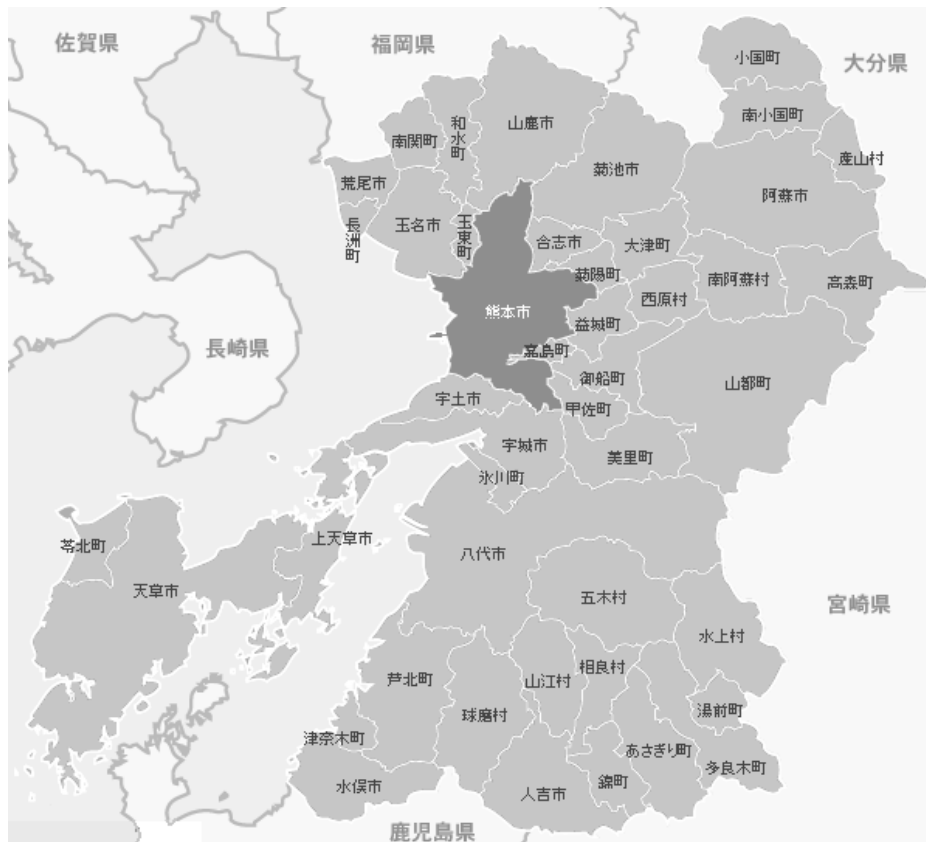 佐賀県
福岡県
大分県
小国町
南小国町
産山村
山鹿市
和水町
南関町
菊池市
荒尾市
阿蘇市
長洲町
玉名市
玉東町
合志市
大津町
菊陽町
南阿蘇村
高森町
西原村
熊本市
益城町
長崎県
嘉島町
御船町
山都町
宇土市
甲佐町
宇城市
美里町
氷川町
苓北町
上天草市
八代市
天草市
五木村
宮崎県
水上村
芦北町
山江村
相良村
球磨村
湯前町
津奈木町
あさぎり町
多良木町
水俣市
人吉市
錦町
鹿児島県